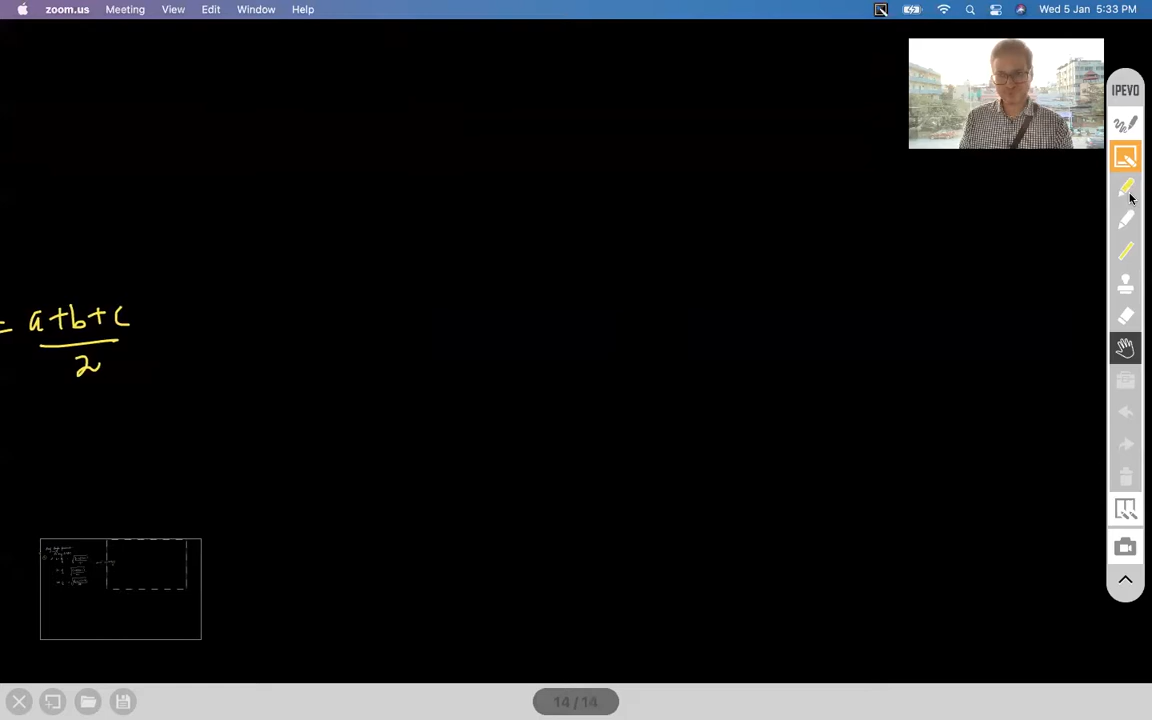 zoom.us Meeting View Edit Window Help Wed 5 Jan 5:33 PM
IPEVO
= a+b+c
2
14 / 14